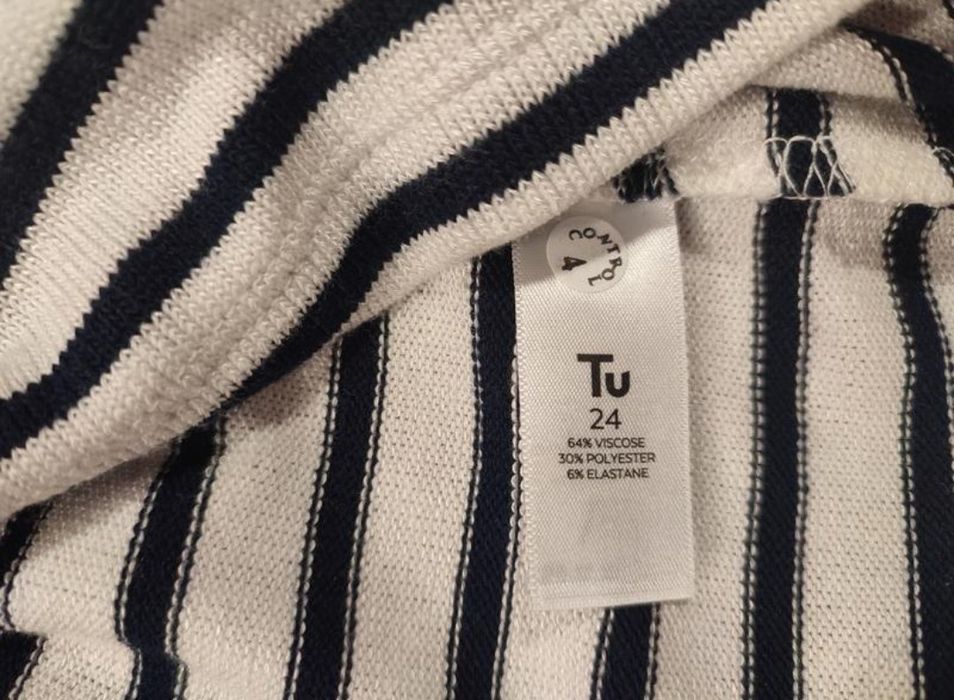 CONTROL
4
Tu
24
64% VISCOSE
30% POLYESTER
6% ELASTANE